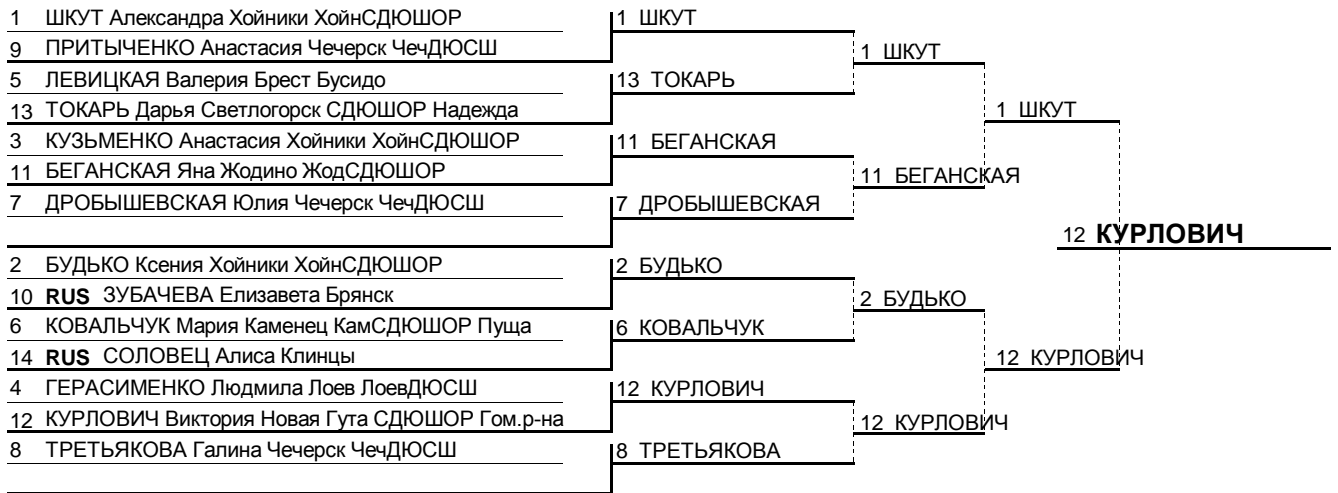 1 ШКУТ Александра Хойники ХойнСДЮШОР
9 ПРИТЫЧЕНКО Анастасия Чечерск ЧечДЮСШ
5 ЛЕВИЦКАЯ Валерия Брест Бусидо
13 ТОКАРЬ Дарья Светлогорск СДЮШОР Надежда
3 КУЗЬМЕНКО Анастасия Хойники ХойнСДЮШОР
11 БЕГАНСКАЯ Яна Жодино ЖодСДЮШОР
7 ДРОБЫШЕВСКАЯ Юлия Чечерск ЧечДЮСШ
2 БУДЬКО Ксения Хойники ХойнСДЮШОР
10 RUS ЗУБАЧЕВА Елизавета Брянск
6 КОВАЛЬЧУК Мария Каменец КамСДЮШОР Пуща
14 RUS СОЛОВЕЦ Алиса Клинцы
4 ГЕРАСИМЕНКО Людмила Лоев ЛоевДЮСШ
12 КУРЛОВИЧ Виктория Новая Гута СДЮШОР Гом.р-на
8 ТРЕТЬЯКОВА Галина Чечерск ЧечДЮСШ
1 ШКУТ
13 ТОКАРЬ
11 БЕГАНСКАЯ
7 ДРОБЫШЕВСКАЯ
2 БУДЬКО
6 КОВАЛЬЧУК
12 КУРЛОВИЧ
8 ТРЕТЬЯКОВА
1 ШКУТ
11 БЕГАНСКАЯ
2 БУДЬКО
12 КУРЛОВИЧ
1 ШКУТ
12 КУРЛОВИЧ
12 КУРЛОВИЧ